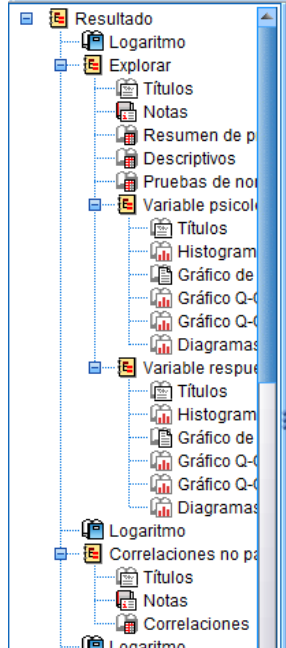 Resultado
Logaritmo
Explorar
Títulos
Notas
Resumen de p
Descriptivos
Pruebas de nor
Variable psicolo
Títulos
Histogram
Gráfico de
Gráfico Q-
Gráfico Q-
Diagramas
Variable respue
Títulos
Histogram
Gráfico de
Gráfico Q-
Gráfico Q-
Diagramas
Logaritmo
Correlaciones no pa
Títulos
Notas
Correlaciones
Logaritmo